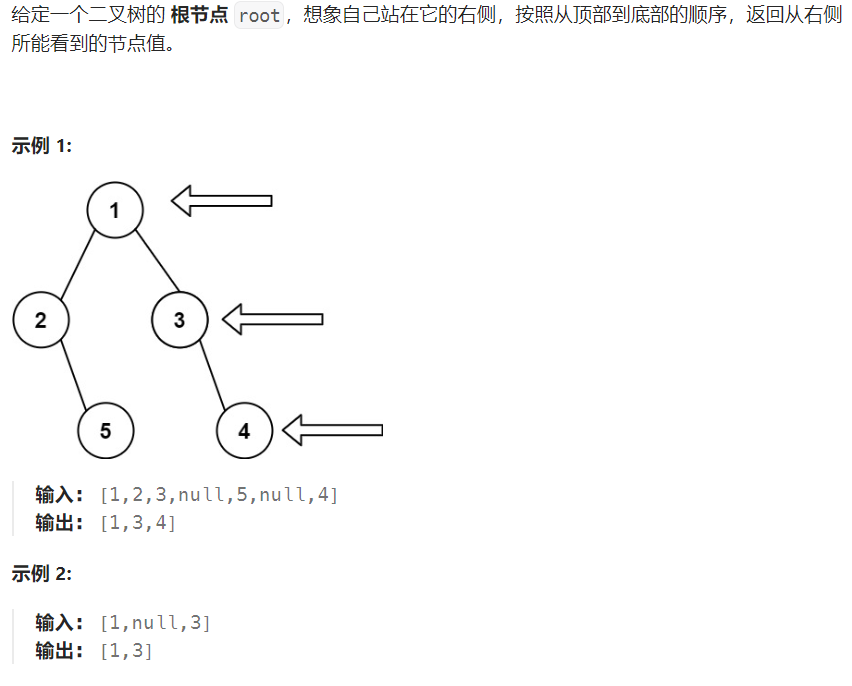 给定一个二叉树的 根节点 root，想象自己站在它的右侧，按照从顶部到底部的顺序，返回从右侧
所能看到的节点值。
示例 1:
1
2
3
5
4
输入: [1,2,3,null,5,null,4]
输出: [1,3,4]
示例 2:
输入: [1,null,3]
输出: [1,3]